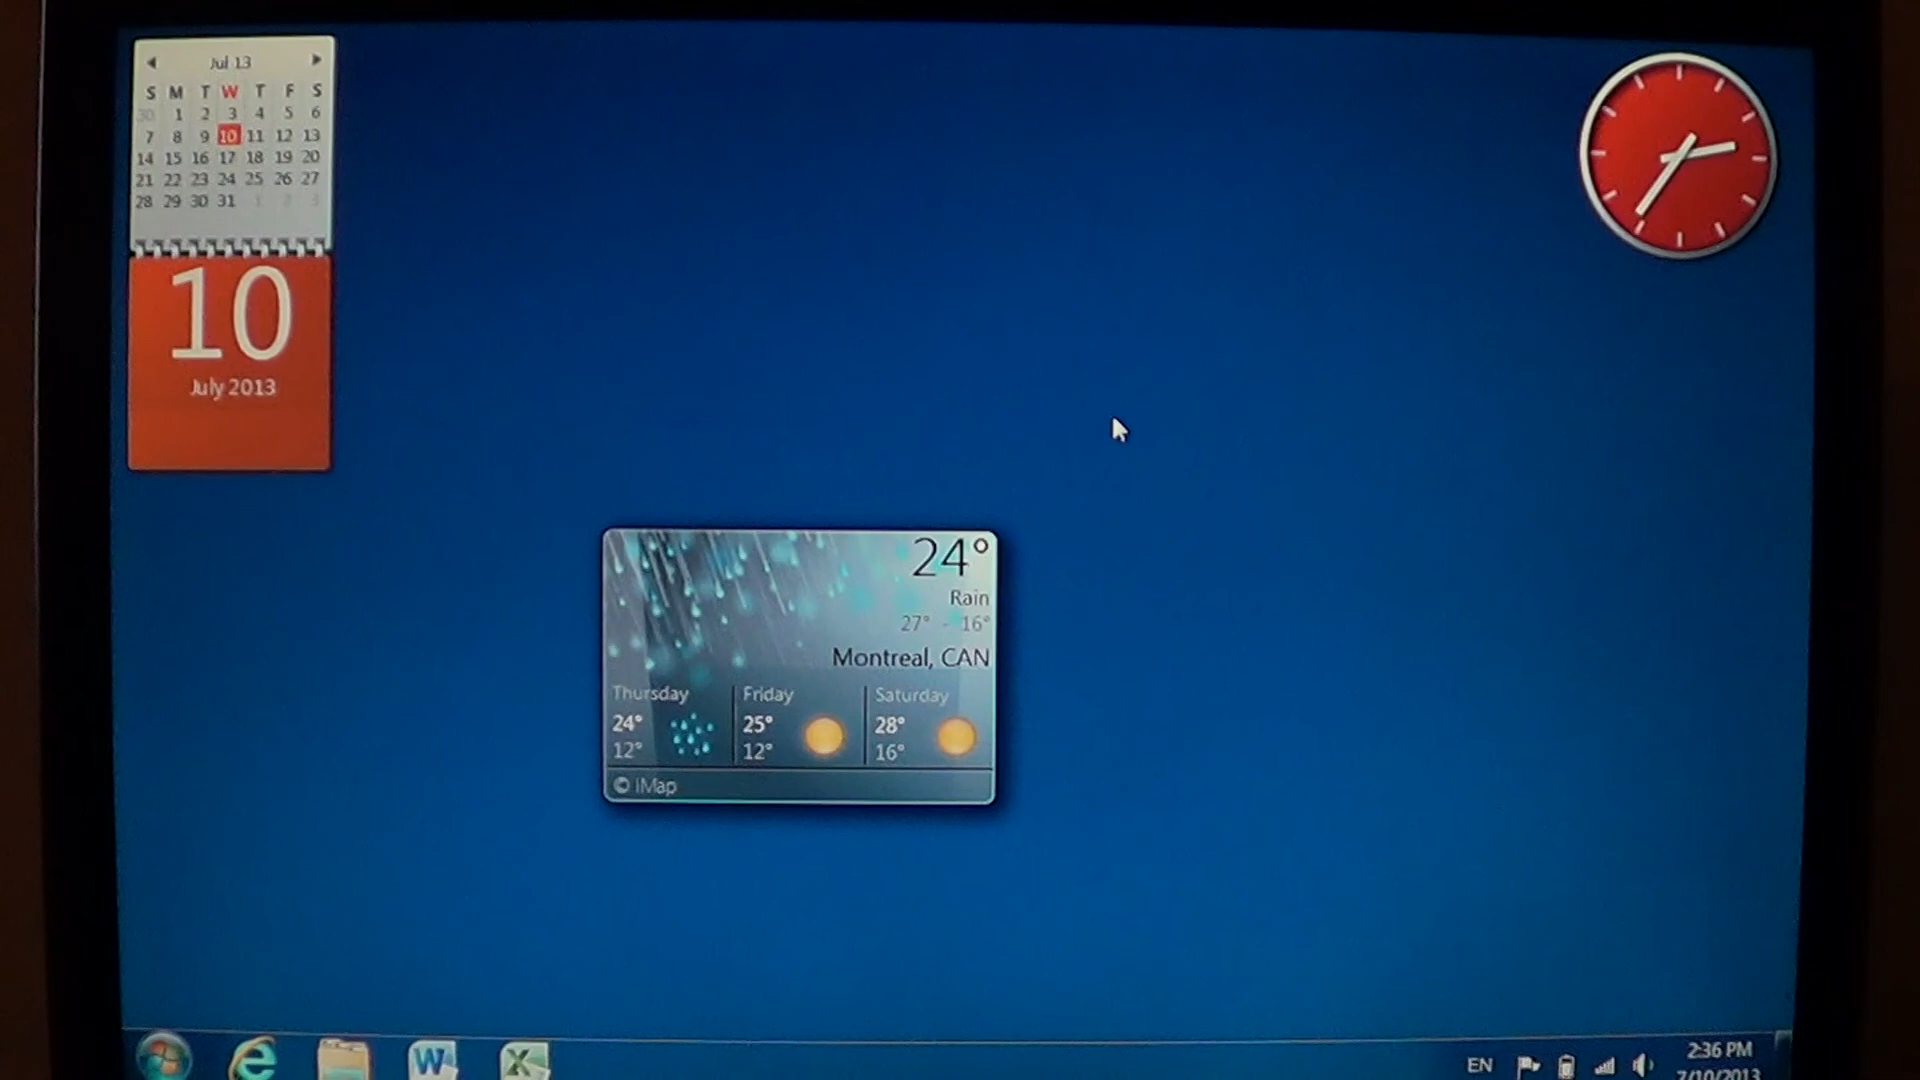 Jul 13
S M T W T F S
30 1 2 3 4 5 6
7 8 9 10 11 12 13
14 15 16 17 18 19 20
21 22 23 24 25 26 27
28 29 30 31 1 2 3
10
July 2013
24°
Rain
27° - 16°
Montreal, CAN
Thursday Friday Saturday
24° 25° 28°
12° 12° 16°
© iMap
EN
2:36 PM
7/10/2013